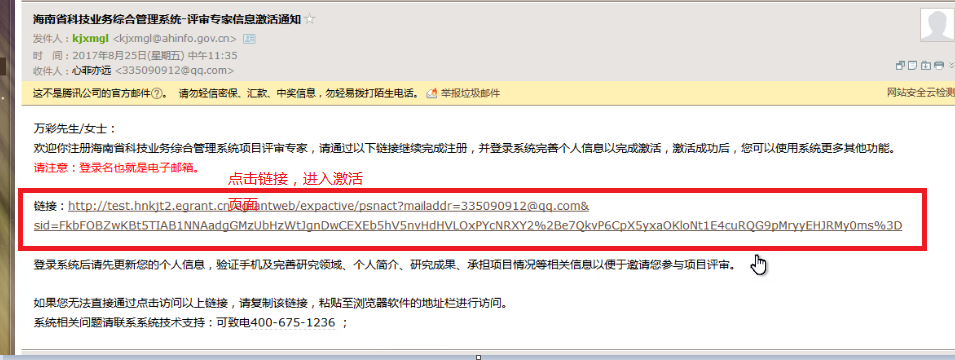 海南省科技业务综合管理系统-评审专家信息激活通知
发件人：kjxmgl <kjxmgl@ahinfo.gov.cn>
时 间：2017年8月25日(星期五) 中午11:35
收件人：心菲亦远 <335090912@qq.com>
这不是腾讯公司的官方邮件。 请勿轻信密保、汇款、中奖信息，勿轻易拨打陌生电话。 举报垃圾邮件 网站安全云检测
万彩先生/女士：
欢迎你注册海南省科技业务综合管理系统项目评审专家，请通过以下链接继续完成注册，并登录系统完善个人信息以完成激活，激活成功后，您可以使用系统更多其他功能。
请注意：登录名也就是电子邮箱。
点击链接，进入激活
页面
链接：http://test.hnkjt2.egrant.cn/egrantweb/expactive/psnact?mailaddr=335090912@qq.com&
sid=FkbFOBZwKBt5TIAB1NNAadgGMzUbHzWtJgnDwCEXEb5hV5nvHdHVLOxPYcNRXY2%2Be7QkvP6CpX5yxaOKloNt1E4cuRQG9pMryyEHJRMy0ms%3D
登录系统后请先更新您的个人信息，验证手机及完善研究领域、个人简介、研究成果、承担项目情况等相关信息以便于邀请您参与项目评审。
如果您无法直接通过点击访问以上链接，请复制该链接，粘贴至浏览器软件的地址栏进行访问。
系统相关问题请联系系统技术支持：可致电400-675-1236 ；